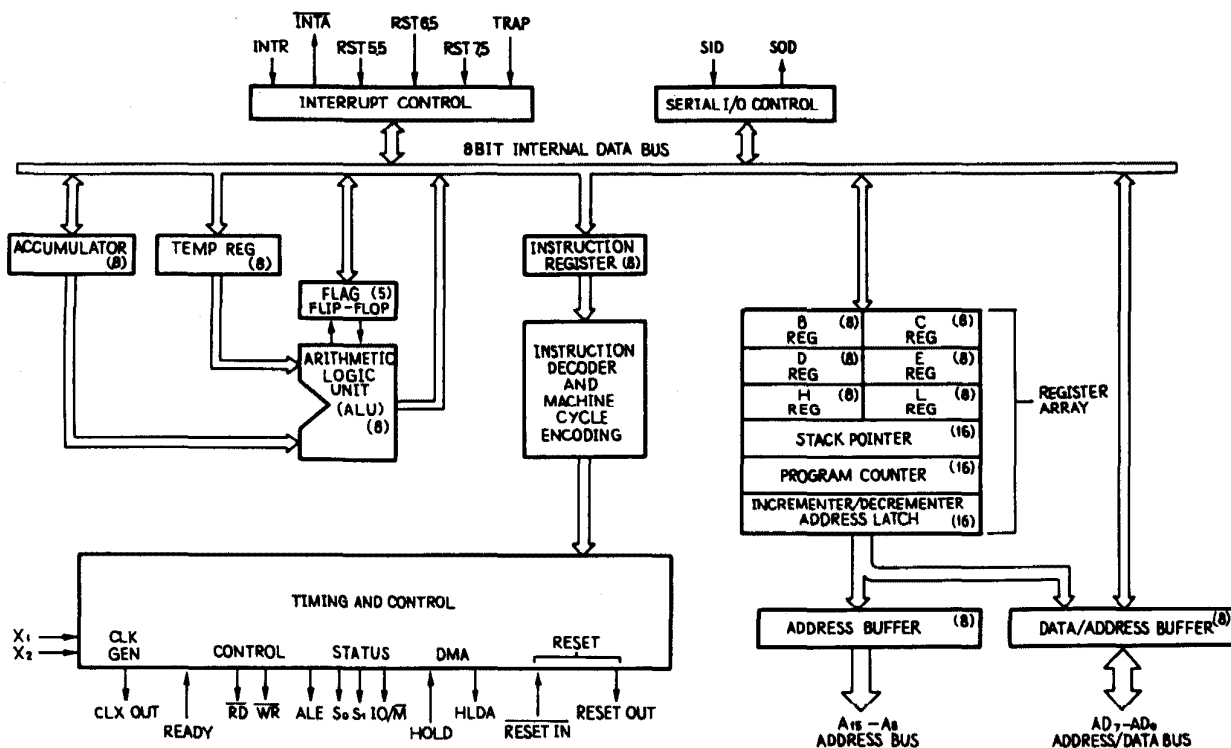 INTR
INTA
RST5,5
RST6,5
RST7,5
TRAP
SID
SOD
INTERRUPT CONTROL
SERIAL I/O CONTROL
8BIT INTERNAL DATA BUS
ACCUMULATOR
(8)
TEMP REG
(8)
INSTRUCTION
REGISTER (8)
FLAG (5)
FLIP-FLOP
ARITHMETIC
LOGIC
UNIT
(ALU)
(8)
INSTRUCTION
DECODER
AND
MACHINE
CYCLE
ENCODING
B (8)
REG
C (8)
REG
D (8)
REG
E (8)
REG
H (8)
REG
L (8)
REG
STACK POINTER (16)
PROGRAM COUNTER (16)
INCREMENTER/DECREMENTER
ADDRESS LATCH (16)
REGISTER
ARRAY
TIMING AND CONTROL
X1
X2
CLK
GEN
CONTROL
STATUS
DMA
RESET
CLX OUT
READY
RD
WR
ALE
S0
S1
IO/M
HOLD
HLDA
RESET IN
RESET OUT
ADDRESS BUFFER (8)
DATA/ADDRESS BUFFER (8)
A15-A8
ADDRESS BUS
AD7-AD0
ADDRESS/DATA BUS